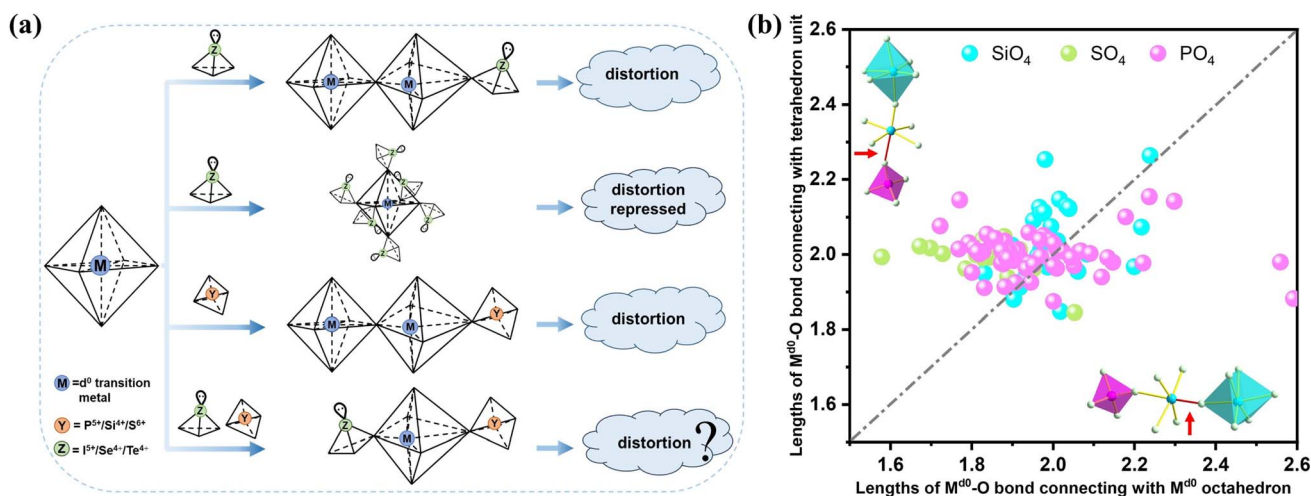 (a)
Z
M
M
Z
distortion
Z
Z
Z
Z
Z
M
Z
Z
distortion
repressed
M
Y
M
M
Y
distortion
M =d⁰ transition
metal
Y = P⁵⁺/Si⁴⁺/S⁶⁺
Z = I⁵⁺/Se⁴⁺/Te⁴⁺
Z
Y
Z
M
Y
distortion ?
(b)
Lengths of Mᵈ⁰-O bond connecting with tetrahedron unit
SiO₄ SO₄ PO₄
2.6
2.4
2.2
2.0
1.8
1.6
1.6 1.8 2.0 2.2 2.4 2.6
Lengths of Mᵈ⁰-O bond connecting with Mᵈ⁰ octahedron